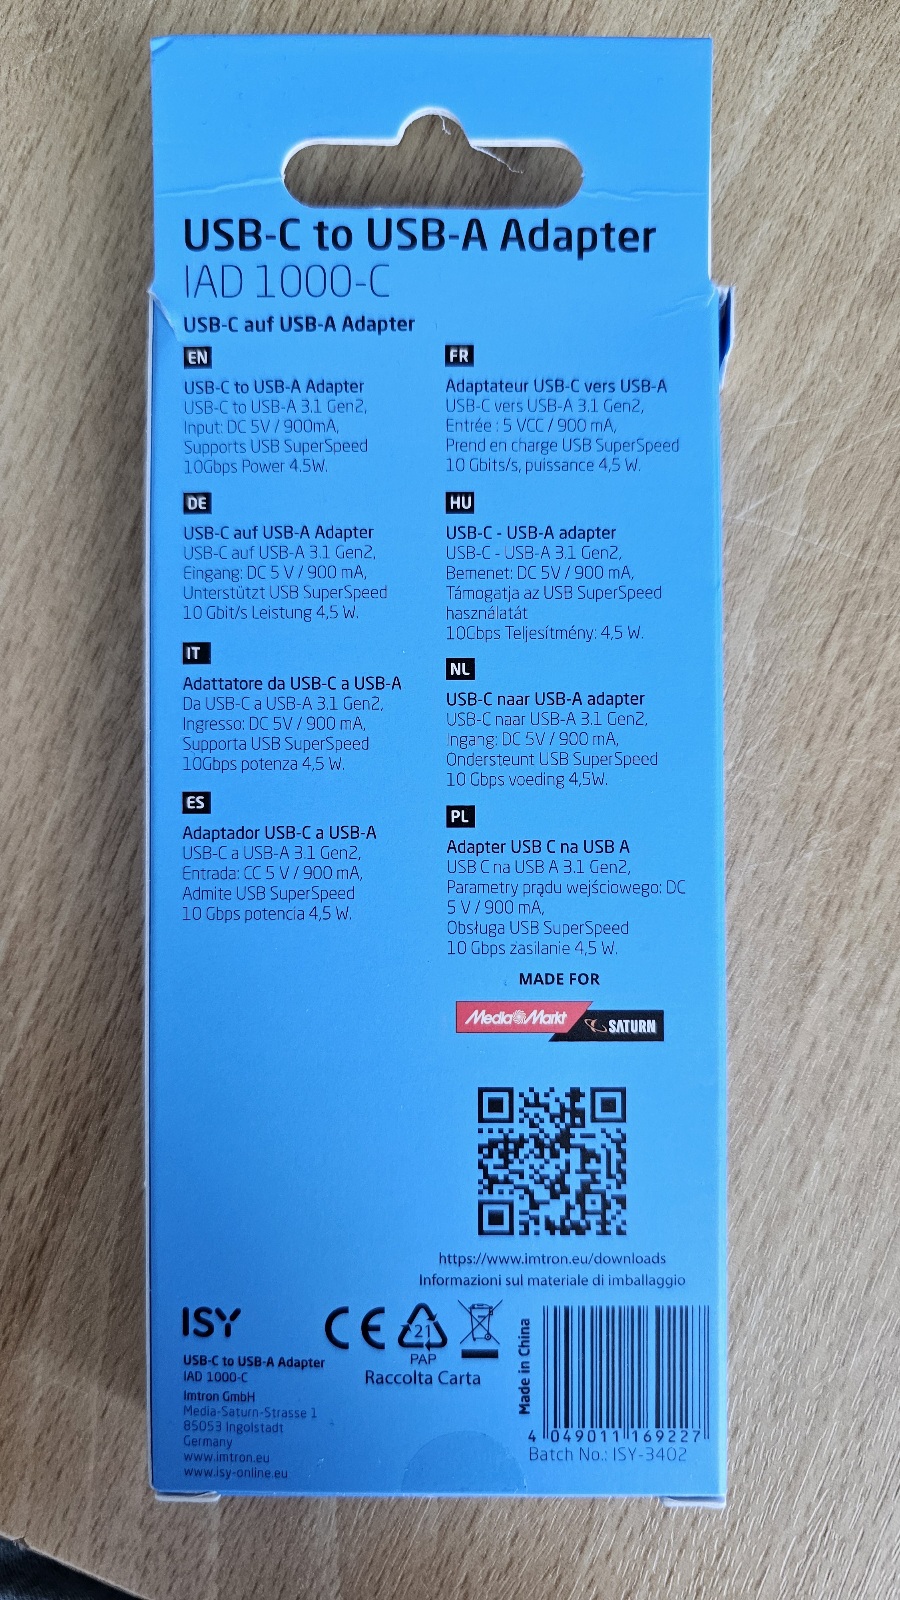 USB-C to USB-A Adapter
IAD 1000-C
USB-C auf USB-A Adapter
EN
USB-C to USB-A Adapter
USB-C to USB-A 3.1 Gen2,
Input: DC 5V / 900mA,
Supports USB SuperSpeed
10Gbps Power 4.5W.
DE
USB-C auf USB-A Adapter
USB-C auf USB-A 3.1 Gen2,
Eingang: DC 5 V / 900 mA,
Unterstützt USB SuperSpeed
10 Gbit/s Leistung 4,5 W.
IT
Adattatore da USB-C a USB-A
Da USB-C a USB-A 3.1 Gen2,
Ingresso: DC 5V / 900 mA,
Supporta USB SuperSpeed
10Gbps potenza 4,5 W.
ES
Adaptador USB-C a USB-A
USB-C a USB-A 3.1 Gen2,
Entrada: CC 5 V / 900 mA,
Admite USB SuperSpeed
10 Gbps potencia 4,5 W.
FR
Adaptateur USB-C vers USB-A
USB-C vers USB-A 3.1 Gen2,
Entrée : 5 VCC / 900 mA,
Prend en charge USB SuperSpeed
10 Gbits/s, puissance 4,5 W.
HU
USB-C - USB-A adapter
USB-C - USB-A 3.1 Gen2,
Bemenet: DC 5V / 900 mA,
Támogatja az USB SuperSpeed
használatát
10Gbps Teljesítmény: 4,5 W.
NL
USB-C naar USB-A adapter
USB-C naar USB-A 3.1 Gen2,
Ingang: DC 5V / 900 mA,
Ondersteunt USB SuperSpeed
10 Gbps voeding 4,5W.
PL
Adapter USB C na USB A
USB C na USB A 3.1 Gen2,
Parametry prądu wejściowego: DC
5 V / 900 mA,
Obsługa USB SuperSpeed
10 Gbps zasilanie 4,5 W.
MADE FOR
MediaMarkt SATURN
https://www.imtron.eu/downloads
Informazioni sul materiale di imballaggio
ISY
USB-C to USB-A Adapter
IAD 1000-C
Imtron GmbH
Media-Saturn-Strasse 1
85053 Ingolstadt
Germany
www.imtron.eu
www.isy-online.eu
CE
21
PAP
Raccolta Carta
Made in China
4 049011 169227
Batch No.: ISY-3402